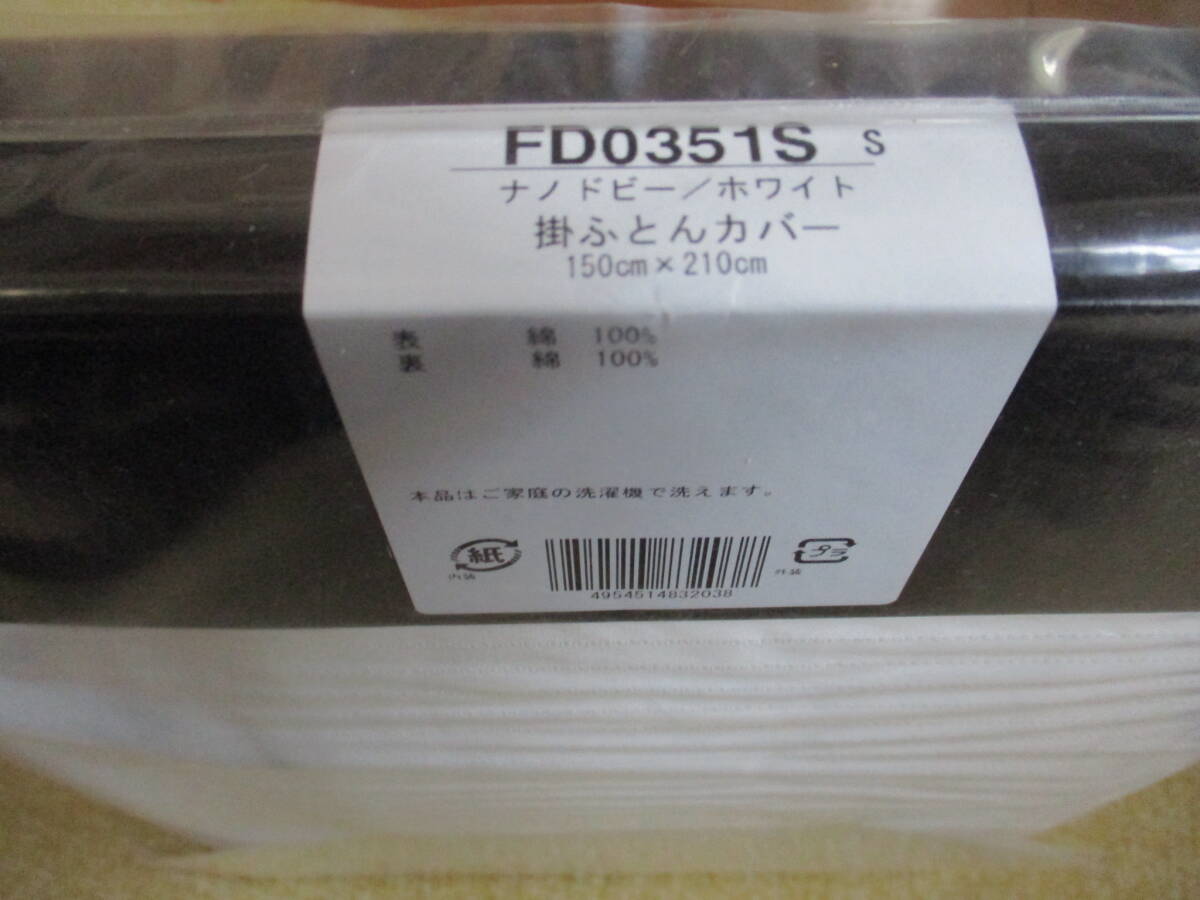 FD0351S S
ナノドビー/ホワイト
掛ふとんカバー
150cm×210cm
表 綿 100%
裏 綿 100%
本品はご家庭の洗濯機で洗えます。
紙 プラ
内装 外装
4954514832038